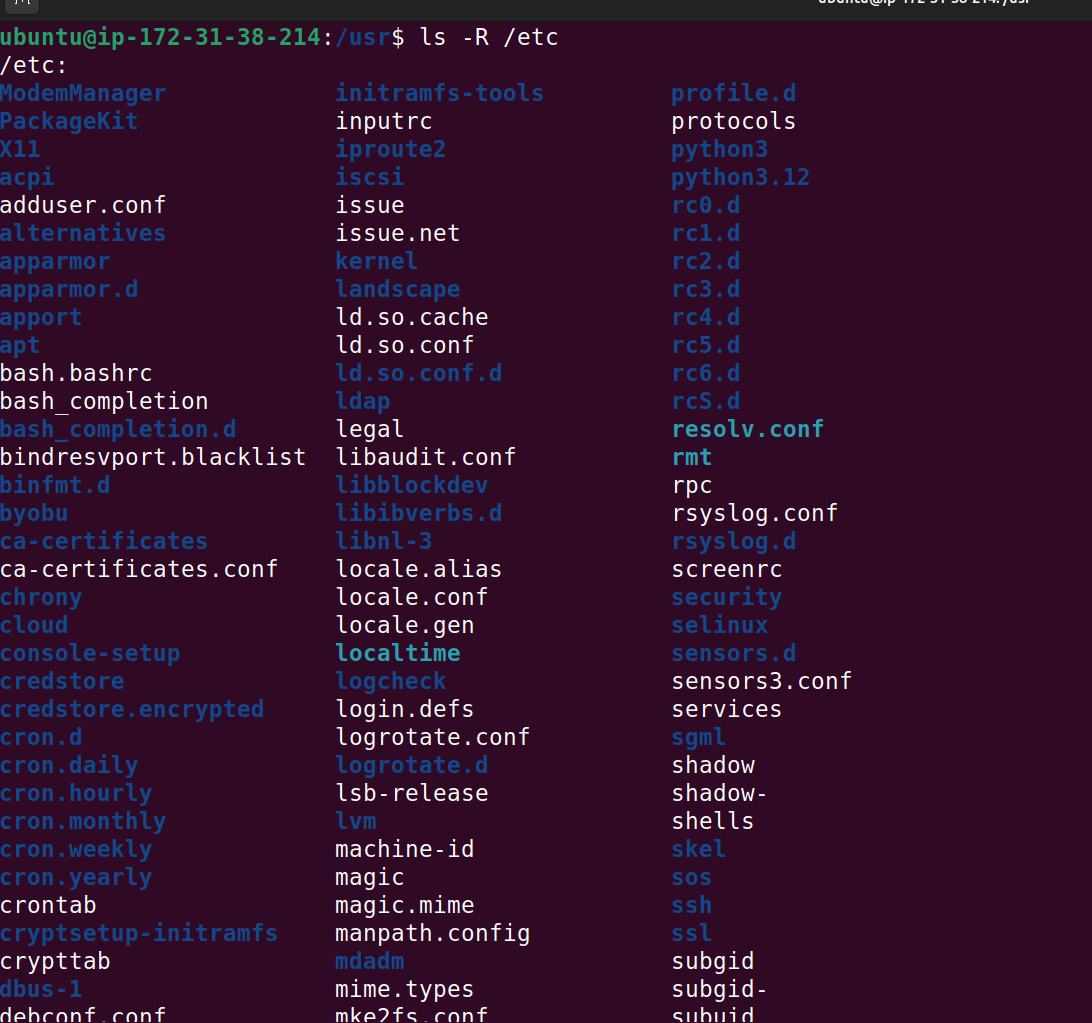 ubuntu@ip-172-31-38-214: /usr
ubuntu@ip-172-31-38-214:/usr$ ls -R /etc
/etc:
ModemManager initramfs-tools profile.d
PackageKit inputrc protocols
X11 iproute2 python3
acpi iscsi python3.12
adduser.conf issue rc0.d
alternatives issue.net rc1.d
apparmor kernel rc2.d
apparmor.d landscape rc3.d
apport ld.so.cache rc4.d
apt ld.so.conf rc5.d
bash.bashrc ld.so.conf.d rc6.d
bash_completion ldap rcS.d
bash_completion.d legal resolv.conf
bindresvport.blacklist libaudit.conf rmt
binfmt.d libblockdev rpc
byobu libibverbs.d rsyslog.conf
ca-certificates libnl-3 rsyslog.d
ca-certificates.conf locale.alias screenrc
chrony locale.conf security
cloud locale.gen selinux
console-setup localtime sensors.d
credstore logcheck sensors3.conf
credstore.encrypted login.defs services
cron.d logrotate.conf sgml
cron.daily logrotate.d shadow
cron.hourly lsb-release shadow-
cron.monthly lvm shells
cron.weekly machine-id skel
cron.yearly magic sos
crontab magic.mime ssh
cryptsetup-initramfs manpath.config ssl
crypttab mdadm subgid
dbus-1 mime.types subgid-
debconf.conf mke2fs.conf subuid